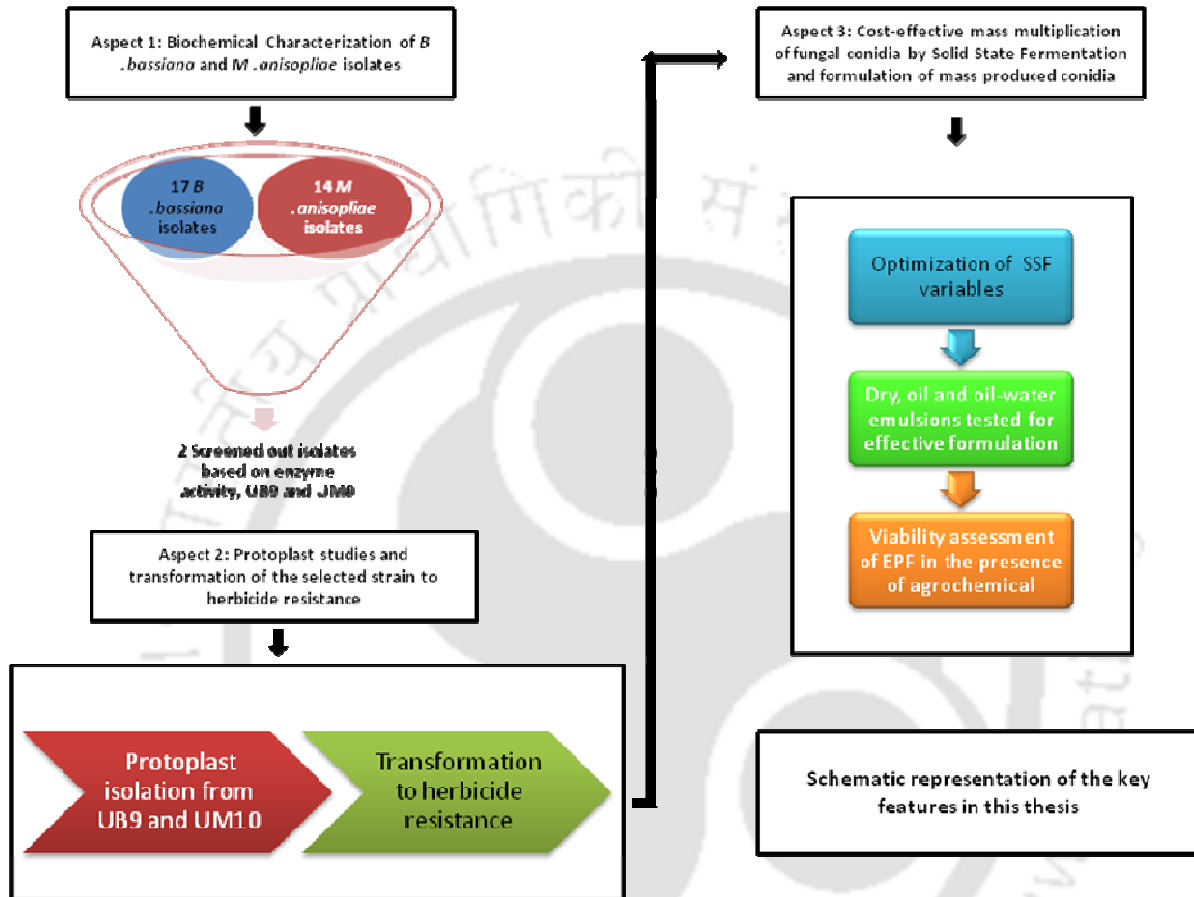 Aspect 1: Biochemical Characterization of B
.bassiana and M .anisopliae isolates
17 B
.bassiana
isolates
14 M
.anisopliae
isolates
2 Screened out isolates
based on enzyme
activity, UB9 and
Aspect 2: Protoplast studies and
transformation of the selected strain to
herbicide resistance
Protoplast
isolation from
UB9 and UM10
Transformation
to herbicide
resistance
Aspect 3: Cost-effective mass multiplication
of fungal conidia by Solid State Fermentation
and formulation of mass produced conidia
Optimization of SSF
variables
Dry, oil and oil-water
emulsions tested for
effective formulation
Viability assessment
of EPF in the presence
of agrochemical
Schematic representation of the key
features in this thesis